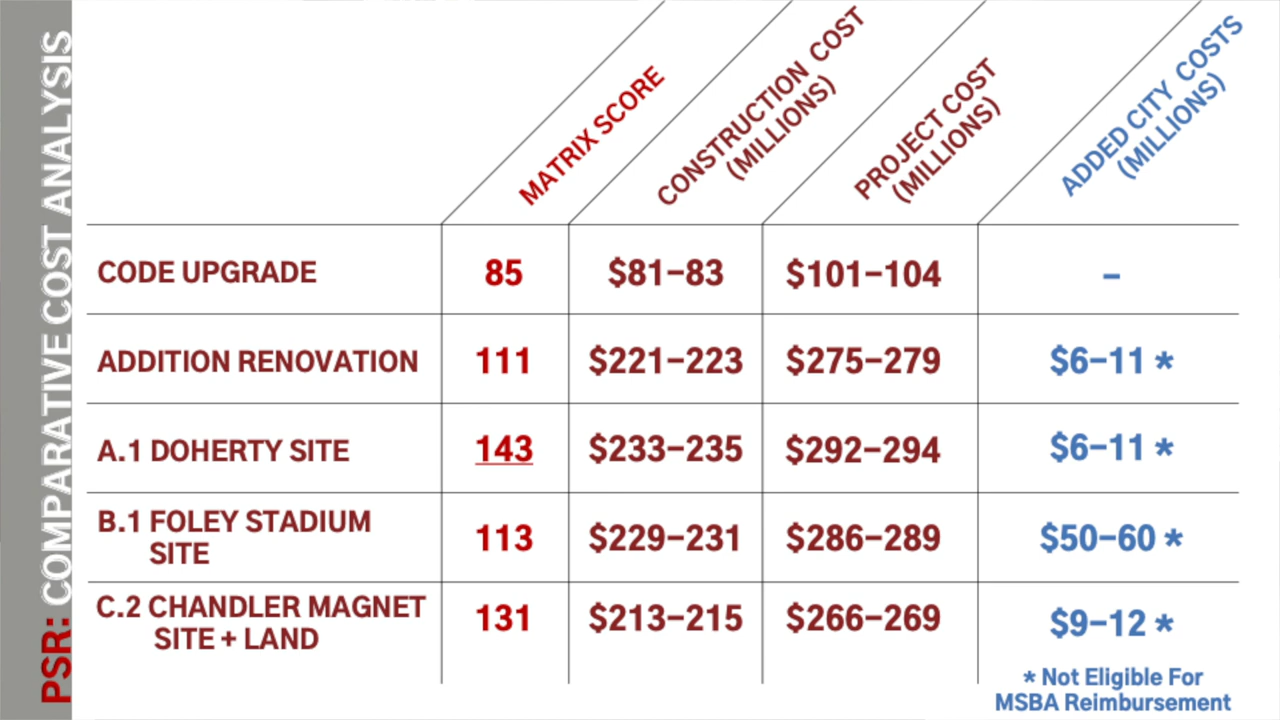 PSR: COMPARATIVE COST ANALYSIS
MATRIX SCORE
CONSTRUCTION COST
(MILLIONS)
PROJECT COST
(MILLIONS)
ADDED CITY COSTS
(MILLIONS)
CODE UPGRADE 85 $81–83 $101–104 –
ADDITION RENOVATION 111 $221–223 $275–279 $6–11 *
A.1 DOHERTY SITE 143 $233–235 $292–294 $6–11 *
B.1 FOLEY STADIUM
SITE 113 $229–231 $286–289 $50–60 *
C.2 CHANDLER MAGNET
SITE + LAND 131 $213–215 $266–269 $9–12 *
* Not Eligible For
MSBA Reimbursement